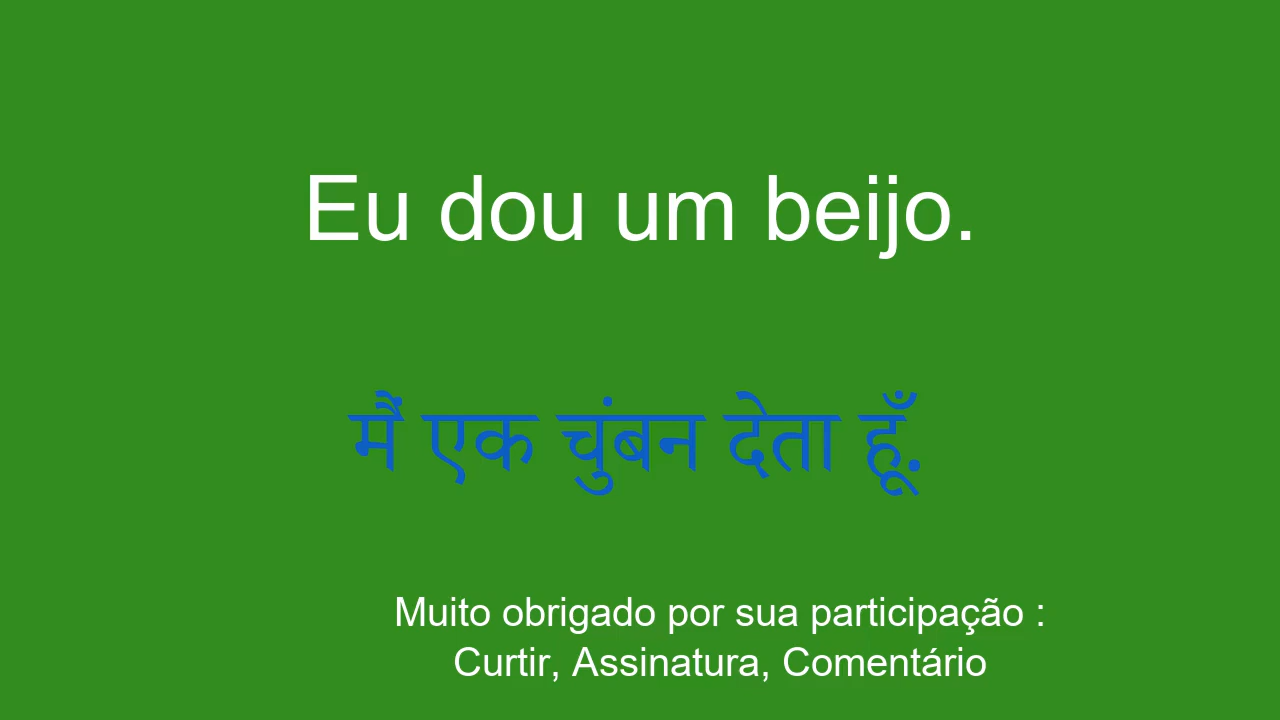 Eu dou um beijo.
मैं एक चुंबन देता हूँ.
Muito obrigado por sua participação :
Curtir, Assinatura, Comentário